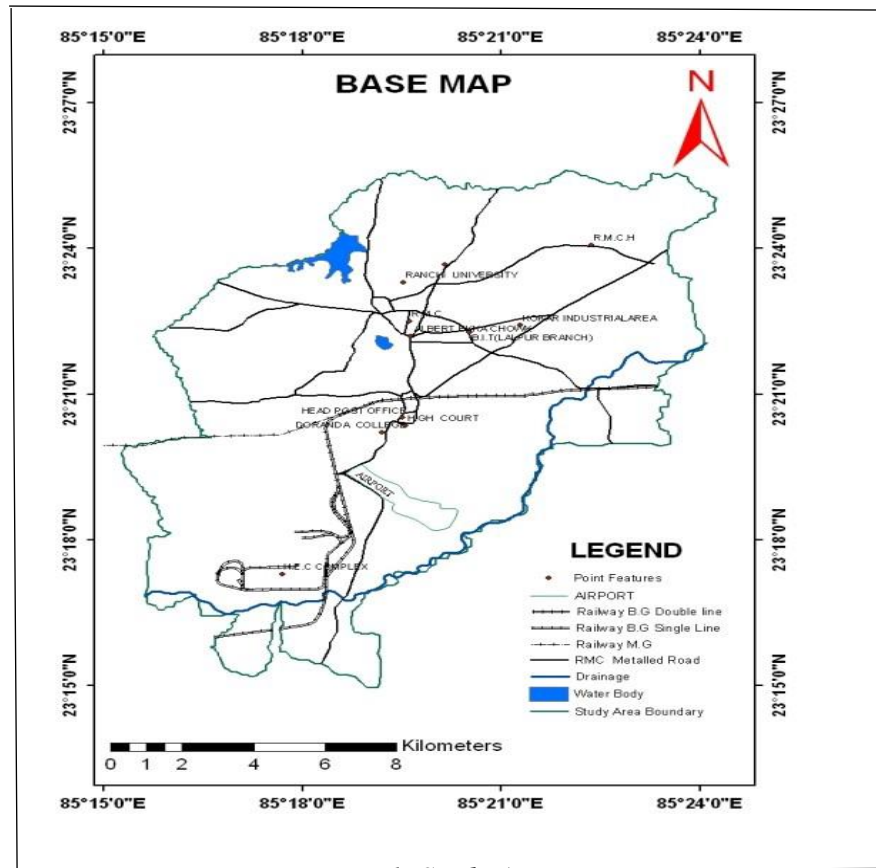 85°15'0"E 85°18'0"E 85°21'0"E 85°24'0"E
BASE MAP
N
23°27'0"N 23°27'0"N
23°24'0"N 23°24'0"N
R.M.C.H
RANCHI UNIVERSITY
R.M.C
KOKAR INDUSTRIALAREA
ALBERT EKKA CHOWK
B.I.T(LALPUR BRANCH)
23°21'0"N 23°21'0"N
HEAD POST OFFICE
HIGH COURT
DORANDA COLLEGE
AIRPORT
23°18'0"N 23°18'0"N
H.E.C COMPLEX
LEGEND
Point Features
AIRPORT
Railway B.G Double line
Railway B.G Single Line
Railway M.G
RMC Metalled Road
Drainage
Water Body
Study Area Boundary
23°15'0"N 23°15'0"N
Kilometers
0 1 2 4 6 8
85°15'0"E 85°18'0"E 85°21'0"E 85°24'0"E